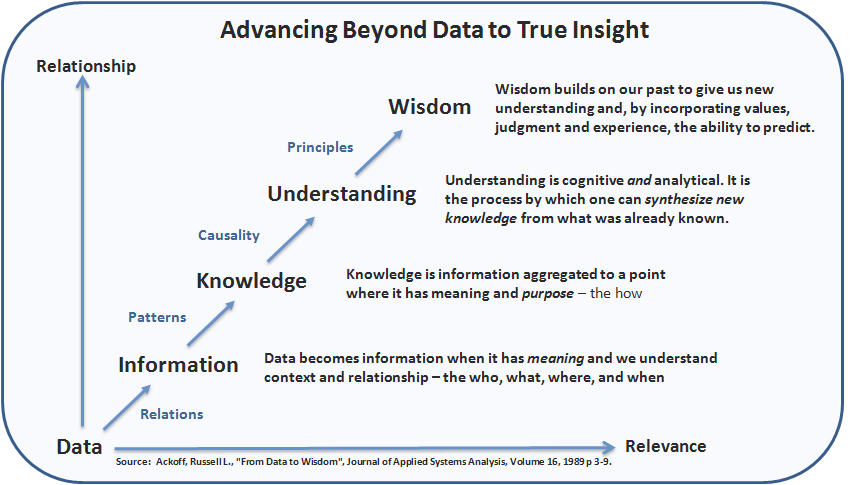 Advancing Beyond Data to True Insight
Relationship
Wisdom
Wisdom builds on our past to give us new
understanding and, by incorporating values,
judgment and experience, the ability to predict.
Principles
Understanding
Understanding is cognitive and analytical. It is
the process by which one can synthesize new
knowledge from what was already known.
Causality
Knowledge
Knowledge is information aggregated to a point
where it has meaning and purpose – the how
Patterns
Information
Data becomes information when it has meaning and we understand
context and relationship – the who, what, where, and when
Relations
Data
Relevance
Source: Ackoff, Russell L., "From Data to Wisdom", Journal of Applied Systems Analysis, Volume 16, 1989 p 3-9.